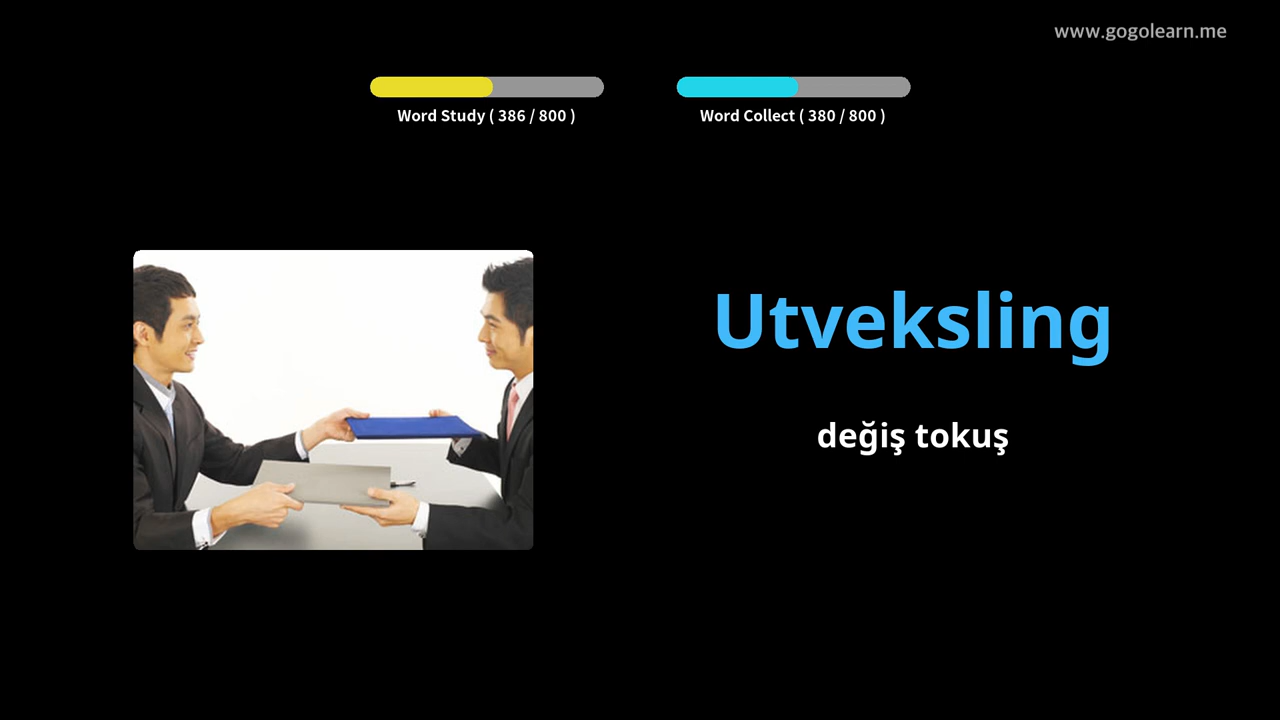 www.gogolearn.me
Word Study ( 386 / 800 )
Word Collect ( 380 / 800 )
Utveksling
değiş tokuş